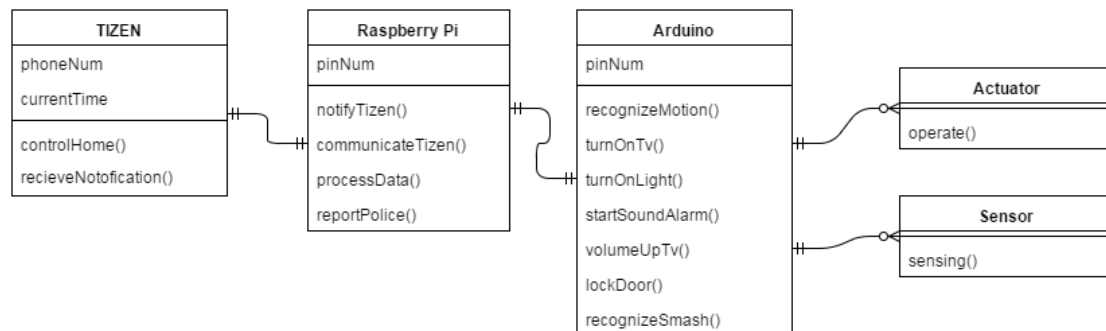 TIZEN
phoneNum
currentTime
controlHome()
recieveNotofication()
Raspberry Pi
pinNum
notifyTizen()
communicateTizen()
processData()
reportPolice()
Arduino
pinNum
recognizeMotion()
turnOnTv()
turnOnLight()
startSoundAlarm()
volumeUpTv()
lockDoor()
recognizeSmash()
Actuator
operate()
Sensor
sensing()